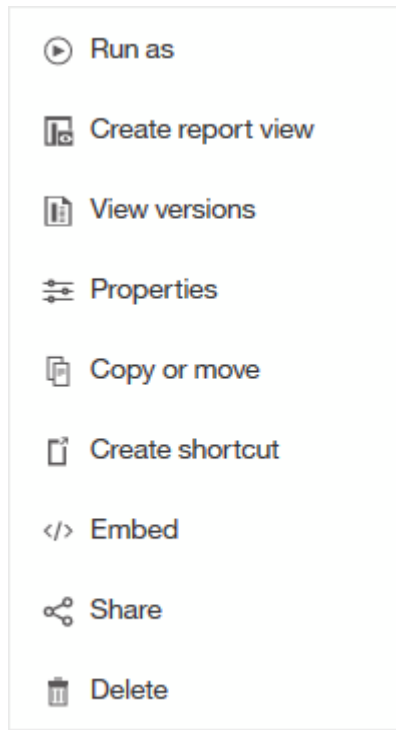 Run as
Create report view
View versions
Properties
Copy or move
Create shortcut
Embed
Share
Delete